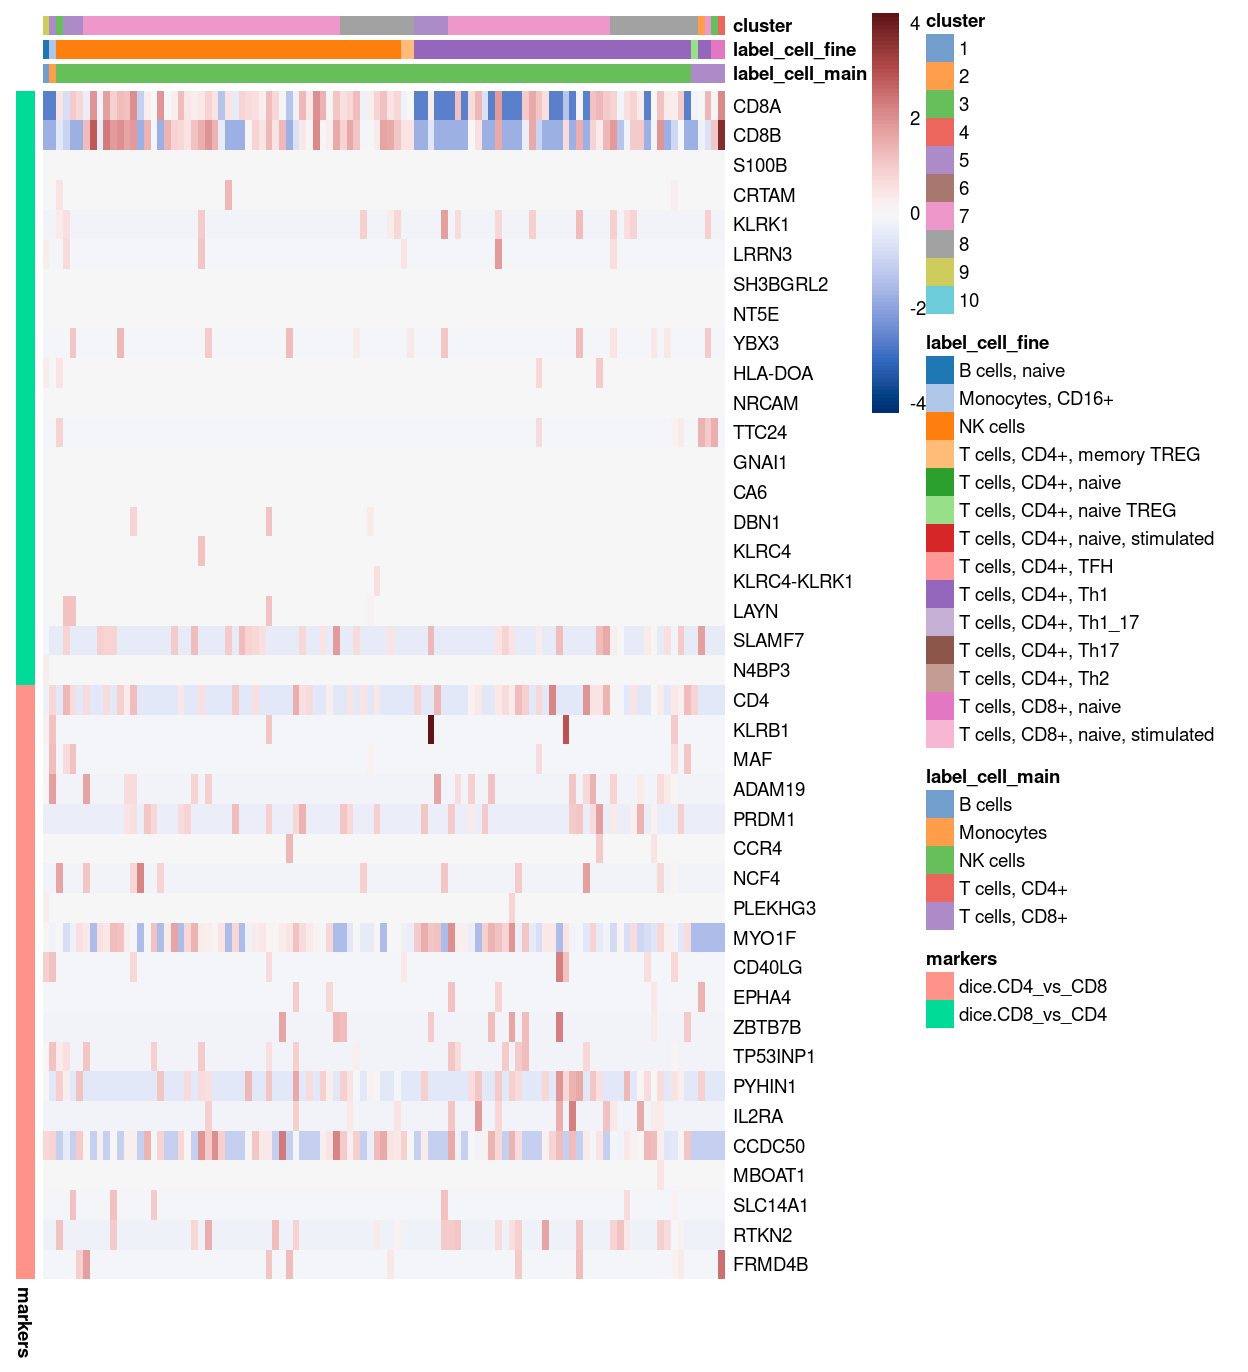 cluster
label_cell_fine
label_cell_main
CD8A
CD8B
S100B
CRTAM
KLRK1
LRRN3
SH3BGRL2
NT5E
YBX3
HLA-DOA
NRCAM
TTC24
GNAI1
CA6
DBN1
KLRC4
KLRC4-KLRK1
LAYN
SLAMF7
N4BP3
CD4
KLRB1
MAF
ADAM19
PRDM1
CCR4
NCF4
PLEKHG3
MYO1F
CD40LG
EPHA4
ZBTB7B
TP53INP1
PYHIN1
IL2RA
CCDC50
MBOAT1
SLC14A1
RTKN2
FRMD4B
markers
4
2
0
-2
-4
cluster
1
2
3
4
5
6
7
8
9
10
label_cell_fine
B cells, naive
Monocytes, CD16+
NK cells
T cells, CD4+, memory TREG
T cells, CD4+, naive
T cells, CD4+, naive TREG
T cells, CD4+, naive, stimulated
T cells, CD4+, TFH
T cells, CD4+, Th1
T cells, CD4+, Th1_17
T cells, CD4+, Th17
T cells, CD4+, Th2
T cells, CD8+, naive
T cells, CD8+, naive, stimulated
label_cell_main
B cells
Monocytes
NK cells
T cells, CD4+
T cells, CD8+
markers
dice.CD4_vs_CD8
dice.CD8_vs_CD4